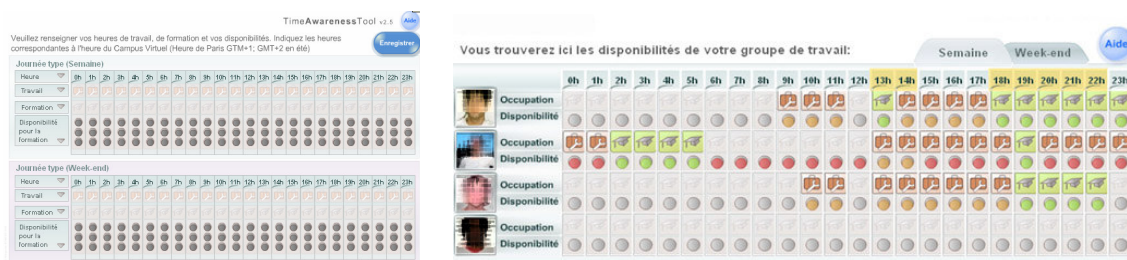 TimeAwarenessTool v2.5 Aide
Veuillez renseigner vos heures de travail, de formation et vos disponibilités. Indiquez les heures
correspondantes à l'heure du Campus Virtuel (Heure de Paris GTM+1; GMT+2 en été)
Enregistrer
Journée type (Semaine)
Heure 0h 1h 2h 3h 4h 5h 6h 7h 8h 9h 10h 11h 12h 13h 14h 15h 16h 17h 18h 19h 20h 21h 22h 23h
Travail
Formation
Disponibilité
pour la
formation
Journée type (Week-end)
Heure 0h 1h 2h 3h 4h 5h 6h 7h 8h 9h 10h 11h 12h 13h 14h 15h 16h 17h 18h 19h 20h 21h 22h 23h
Travail
Formation
Disponibilité
pour la
formation
Vous trouverez ici les disponibilités de votre groupe de travail:
Semaine Week-end Aide
0h 1h 2h 3h 4h 5h 6h 7h 8h 9h 10h 11h 12h 13h 14h 15h 16h 17h 18h 19h 20h 21h 22h 23h
Occupation
Disponibilité
Occupation
Disponibilité
Occupation
Disponibilité
Occupation
Disponibilité